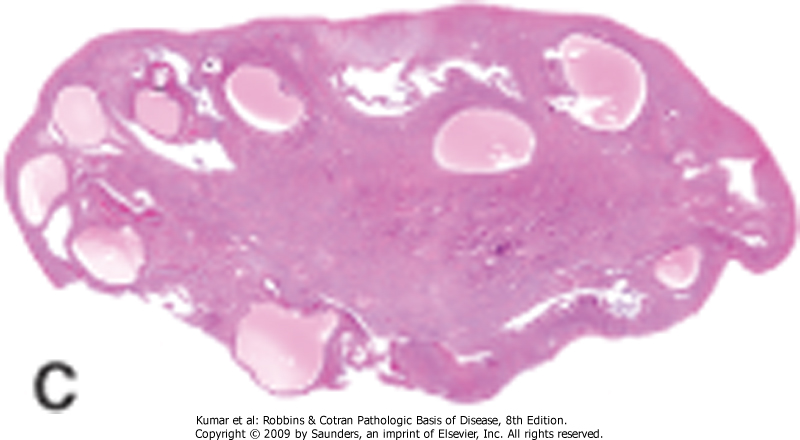 C
Kumar et al: Robbins & Cotran Pathologic Basis of Disease, 8th Edition.
Copyright © 2009 by Saunders, an imprint of Elsevier, Inc. All rights reserved.